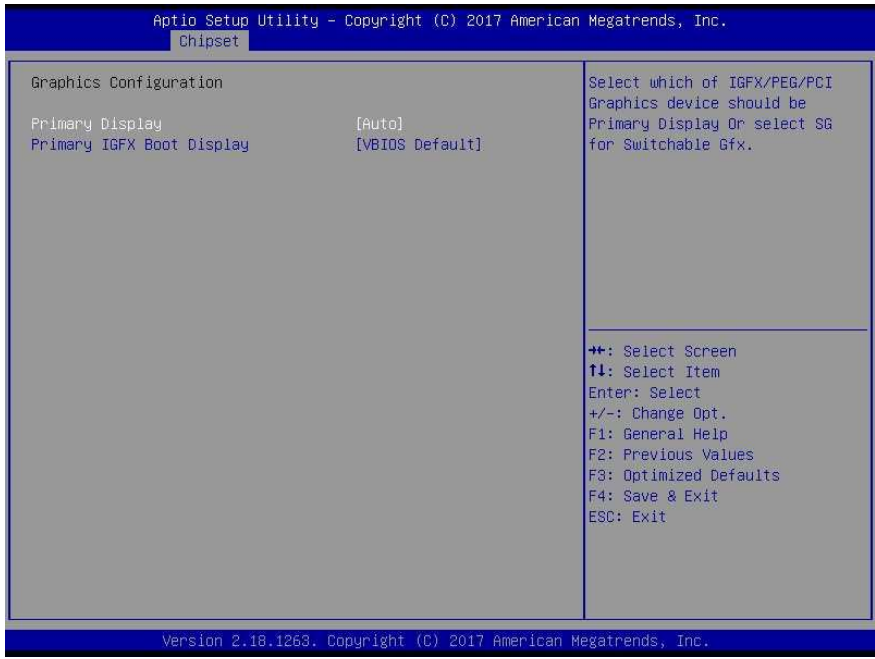 Aptio Setup Utility – Copyright (C) 2017 American Megatrends, Inc.
Chipset
Graphics Configuration
Primary Display [Auto]
Primary IGFX Boot Display [VBIOS Default]
Select which of IGFX/PEG/PCI
Graphics device should be
Primary Display Or select SG
for Switchable Gfx.
→←: Select Screen
↑↓: Select Item
Enter: Select
+/-: Change Opt.
F1: General Help
F2: Previous Values
F3: Optimized Defaults
F4: Save & Exit
ESC: Exit
Version 2.18.1263. Copyright (C) 2017 American Megatrends, Inc.